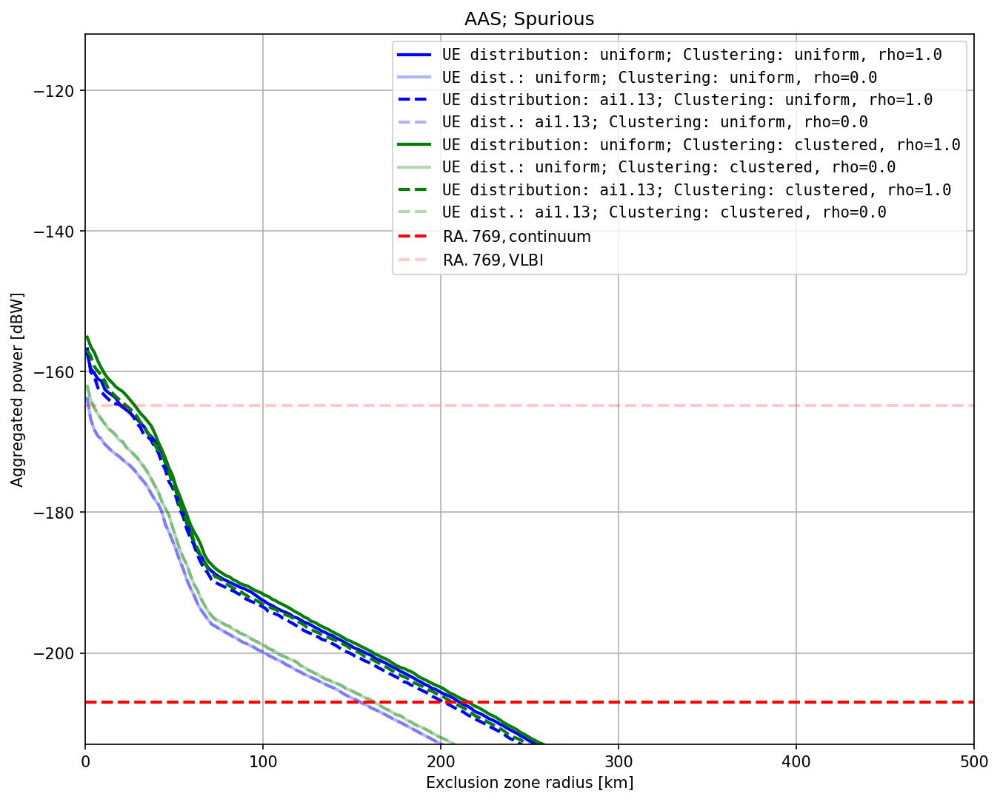 AAS; Spurious
UE distribution: uniform; Clustering: uniform, rho=1.0
UE dist.: uniform; Clustering: uniform, rho=0.0
UE distribution: ai1.13; Clustering: uniform, rho=1.0
UE dist.: ai1.13; Clustering: uniform, rho=0.0
UE distribution: uniform; Clustering: clustered, rho=1.0
UE dist.: uniform; Clustering: clustered, rho=0.0
UE distribution: ai1.13; Clustering: clustered, rho=1.0
UE dist.: ai1.13; Clustering: clustered, rho=0.0
RA.769,continuum
RA.769,VLBI
Aggregated power [dBW]
−120
−140
−160
−180
−200
0 100 200 300 400 500
Exclusion zone radius [km]